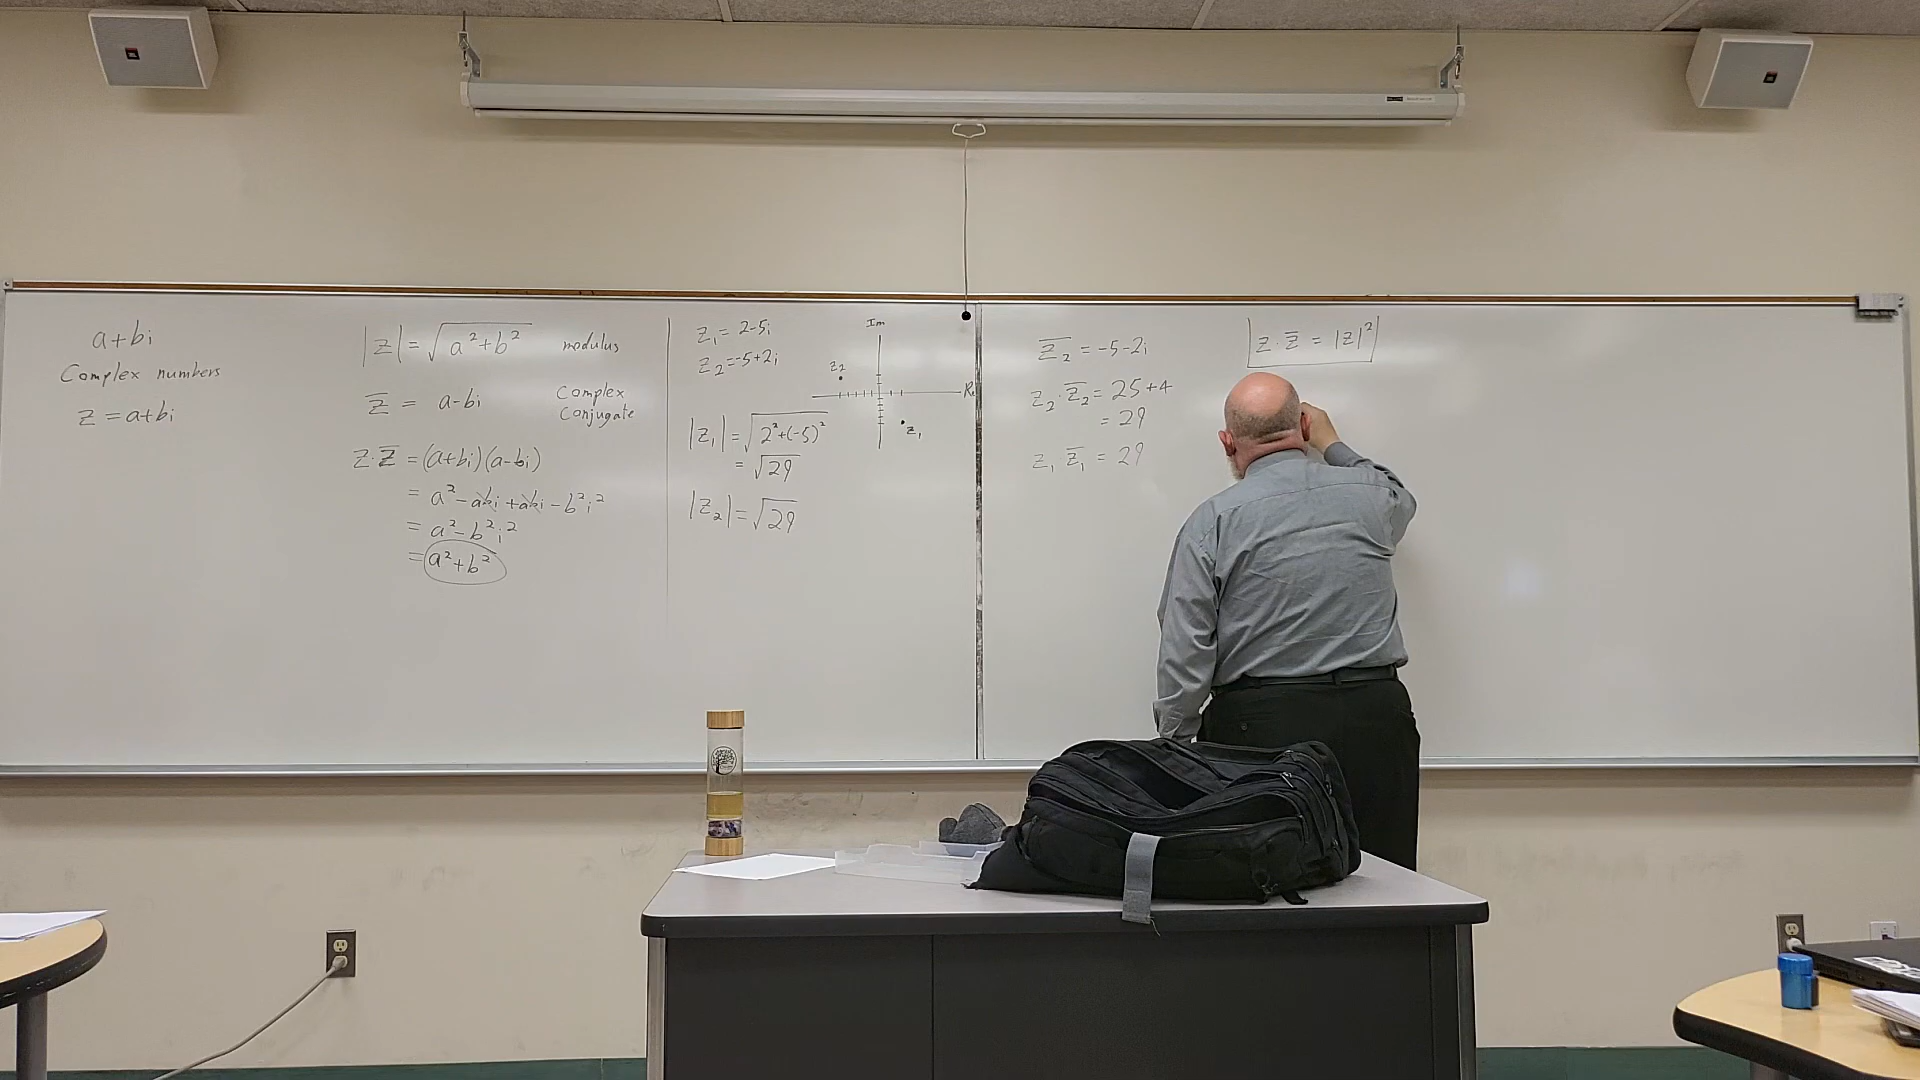 a+bi
Complex numbers
z = a+bi
|z| = √(a²+b²) modulus
z̅ = a-bi Complex Conjugate
z·z̅ = (a+bi)(a-bi)
= a² - abi + abi - b²i²
= a² - b²i²
= a²+b²
z₁ = 2-5i
z₂ = -5+2i
|z₁| = √(2²+(-5)²)
= √29
|z₂| = √29
Im
z₂
z₁
z̅₂ = -5-2i
z₂·z̅₂ = 25+4
= 29
z₁ z̅₁ = 29
z·z̅ = |z|²